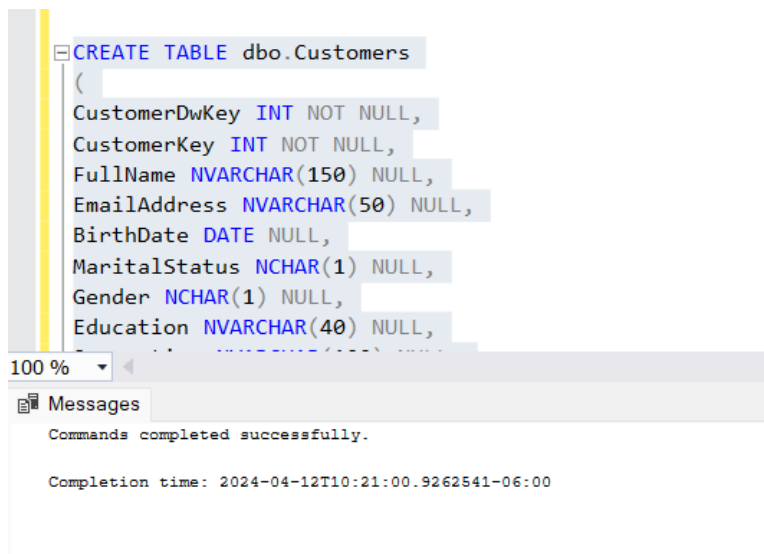 CREATE TABLE dbo.Customers
(
CustomerDwKey INT NOT NULL,
CustomerKey INT NOT NULL,
FullName NVARCHAR(150) NULL,
EmailAddress NVARCHAR(50) NULL,
BirthDate DATE NULL,
MaritalStatus NCHAR(1) NULL,
Gender NCHAR(1) NULL,
Education NVARCHAR(40) NULL,
100 %
Messages
Commands completed successfully.
Completion time: 2024-04-12T10:21:00.9262541-06:00